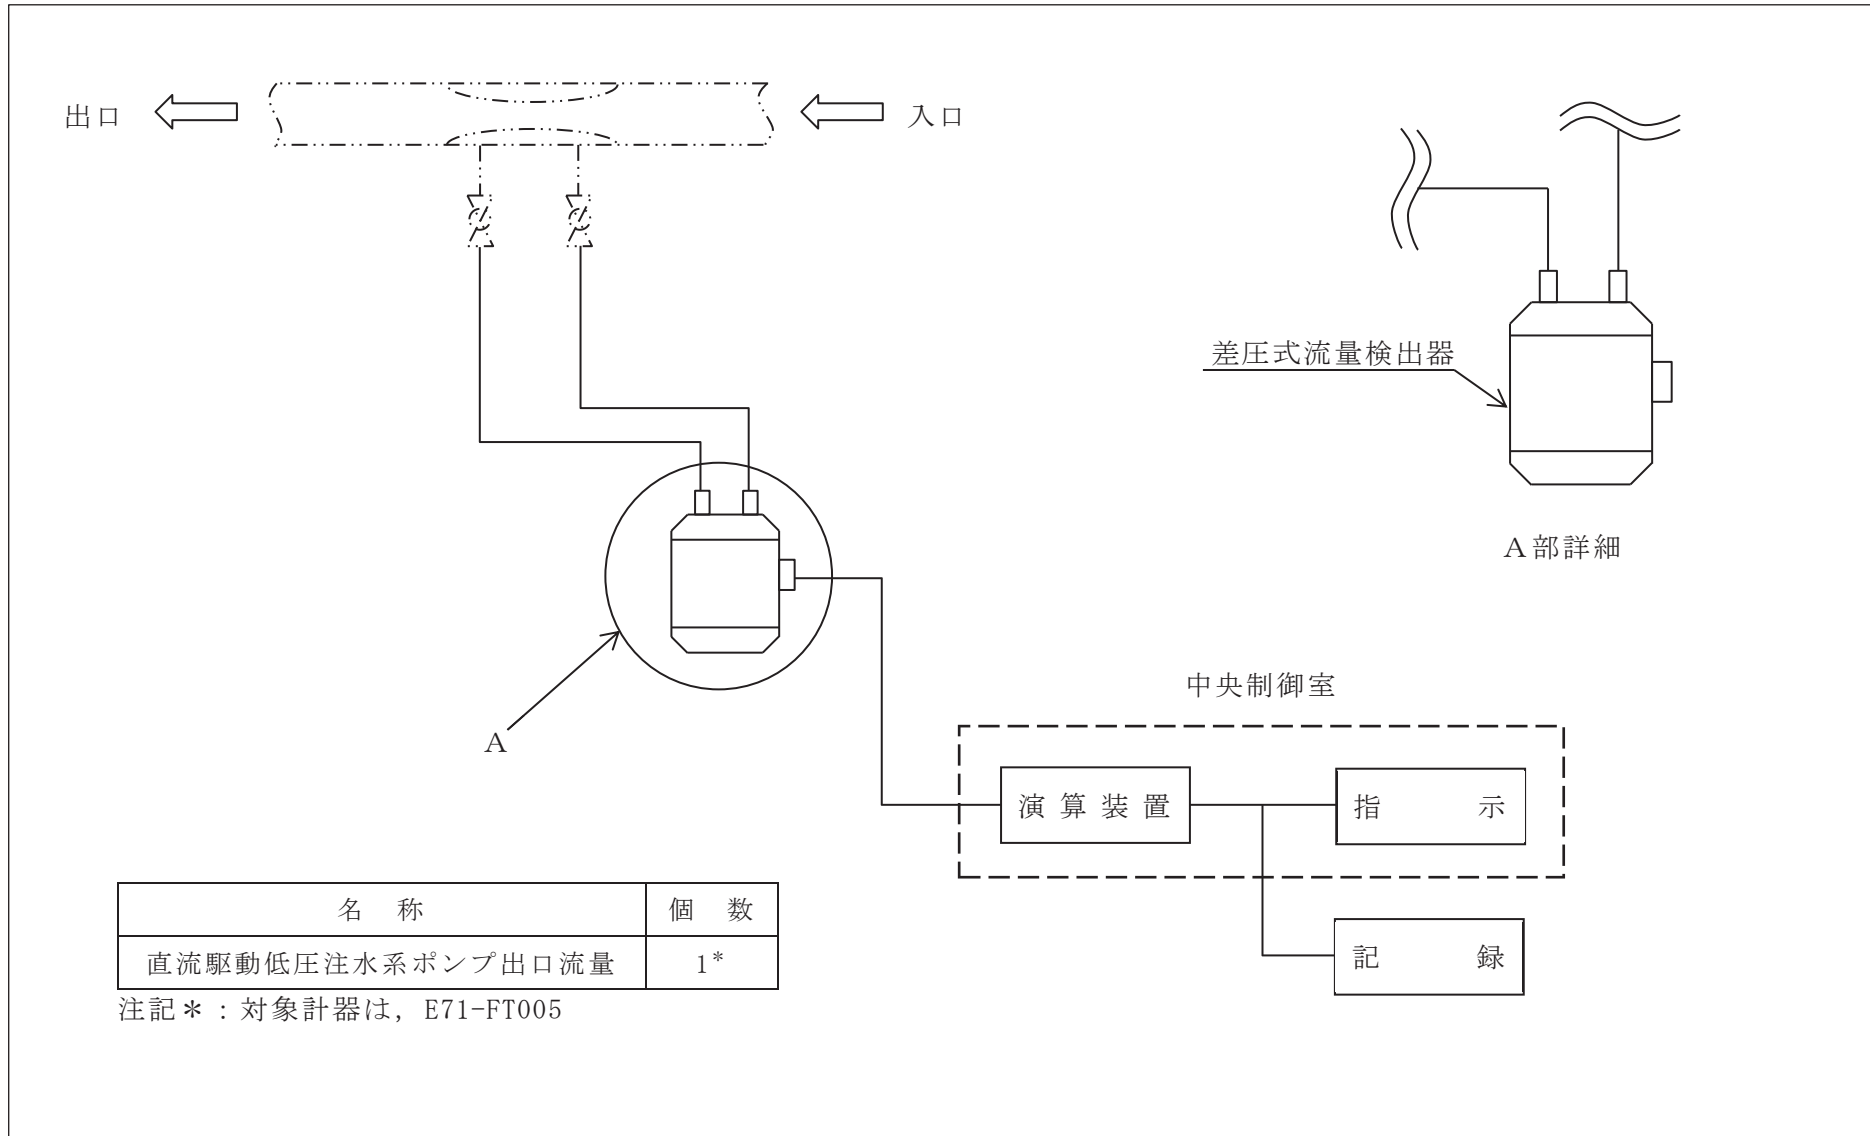 出口
入口
差圧式流量検出器
A部詳細
A
中央制御室
演算装置
指示
記録
名称 個数
直流駆動低圧注水系ポンプ出口流量 1*
注記*:対象計器は,E71-FT005